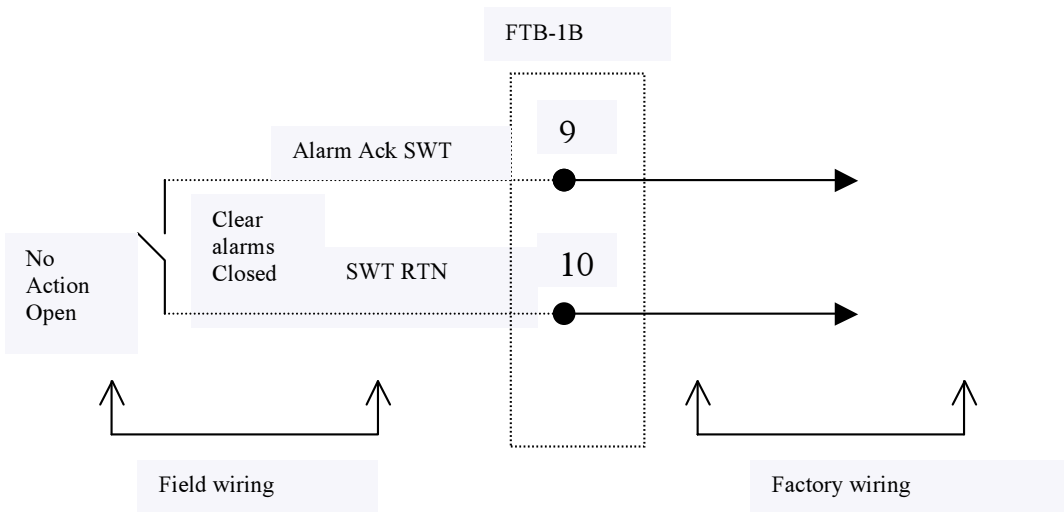 FTB-1B
9
Alarm Ack SWT
Clear
alarms
Closed
No
Action
Open
SWT RTN
10
Field wiring
Factory wiring